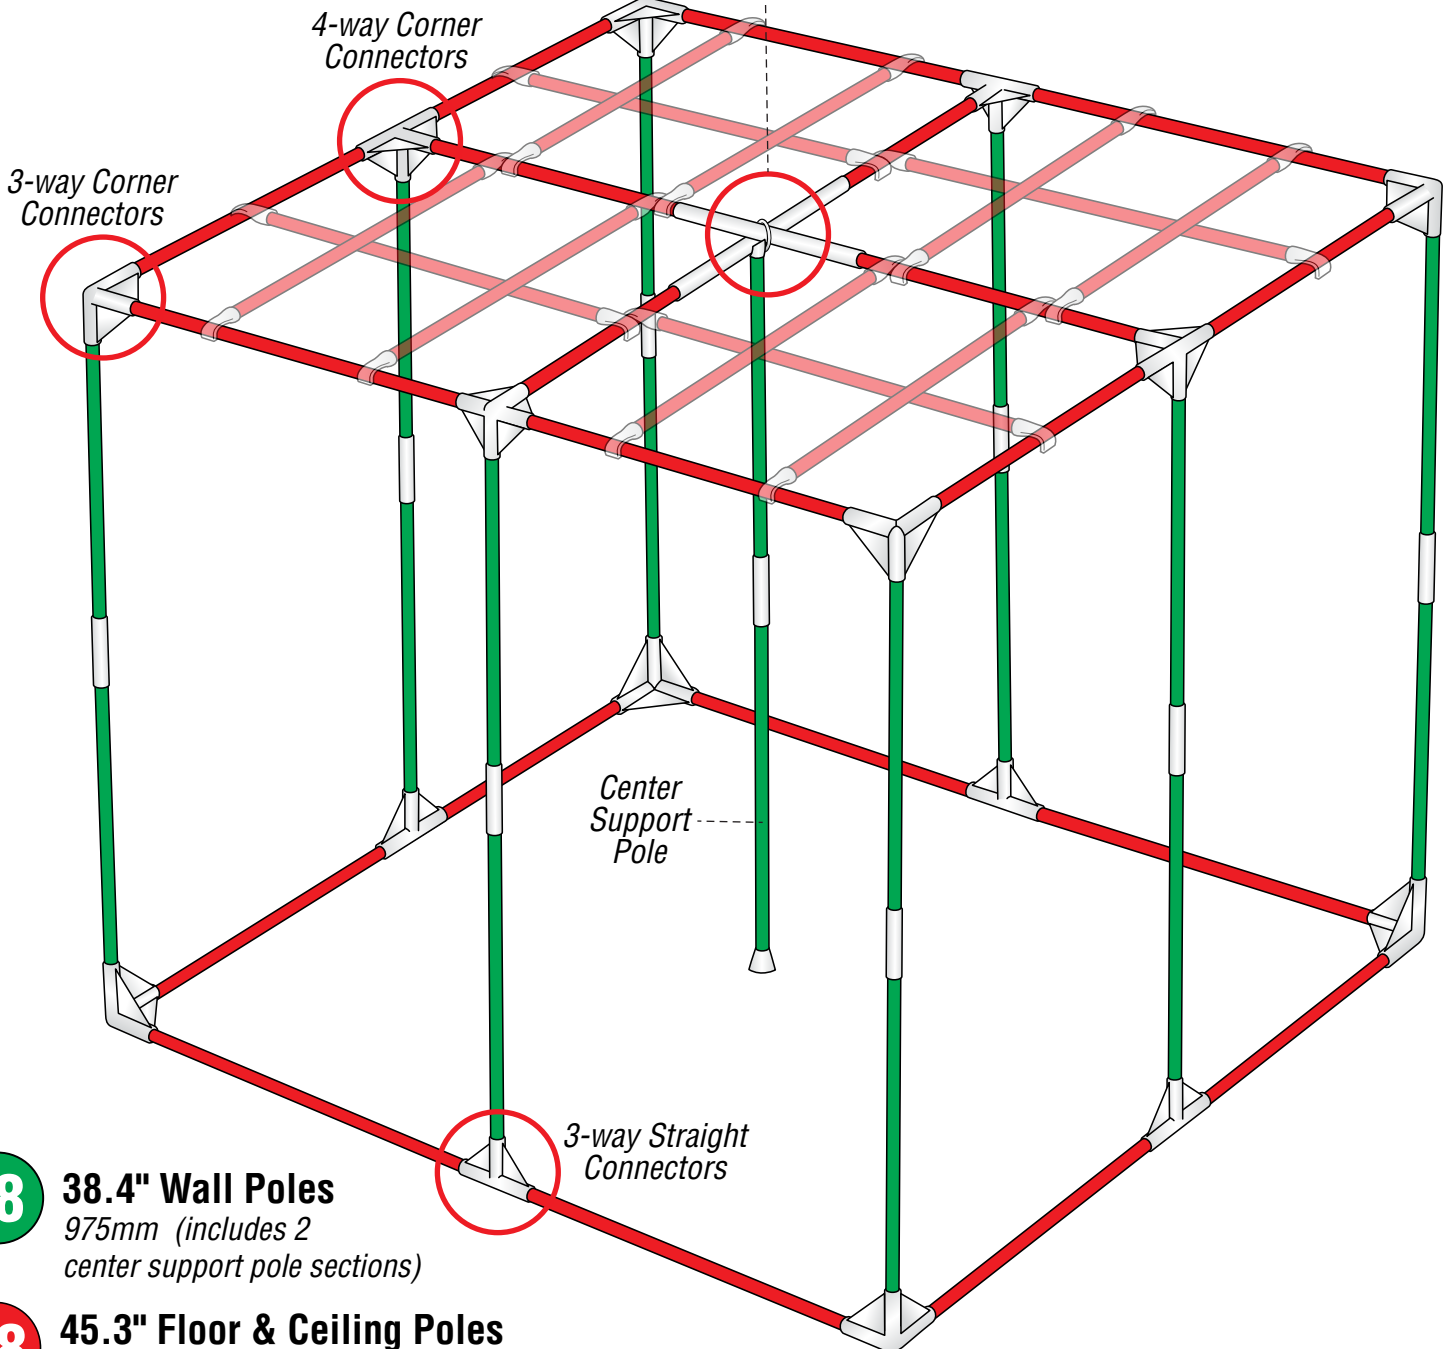 4-way Corner
Connectors
3-way Corner
Connectors
Center
Support
Pole
3-way Straight
Connectors
8
38.4" Wall Poles
975mm (includes 2
center support pole sections)
45.3" Floor & Ceiling Poles